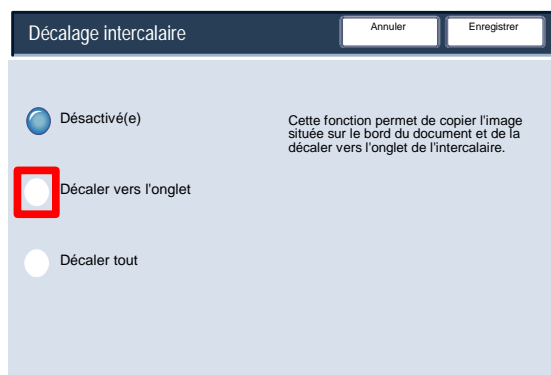 Décalage intercalaire
Annuler
Enregistrer
Désactivé(e)
Cette fonction permet de copier l'image
située sur le bord du document et de la
décaler vers l'onglet de l'intercalaire.
Décaler vers l'onglet
Décaler tout